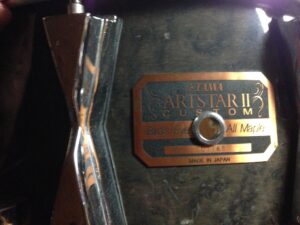 TAMA
ARTSTAR II
CUSTOM
All Maple
MADE IN JAPAN